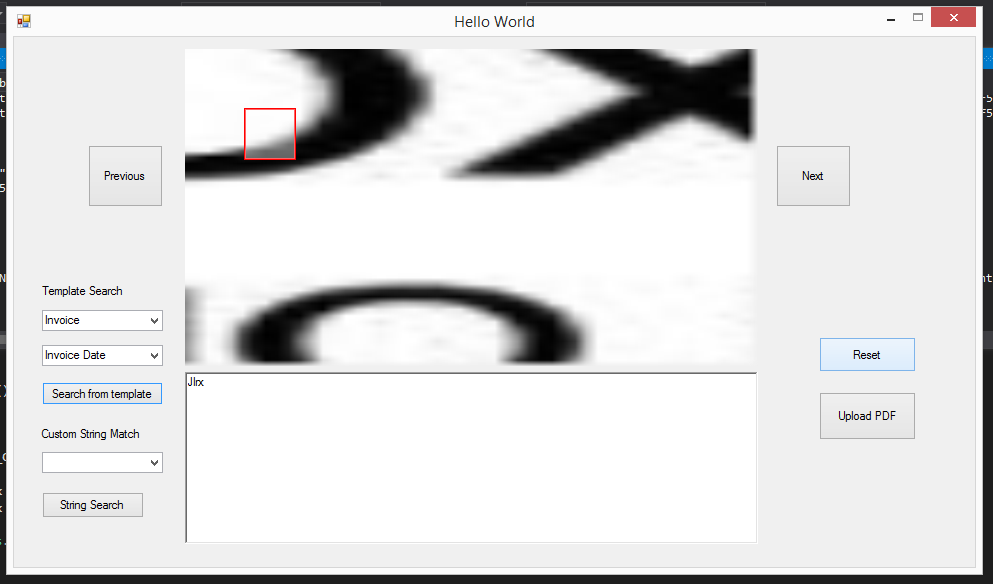 Hello World
Previous
Next
Template Search
Invoice
Invoice Date
Search from template
Custom String Match
String Search
Jlrx
Reset
Upload PDF